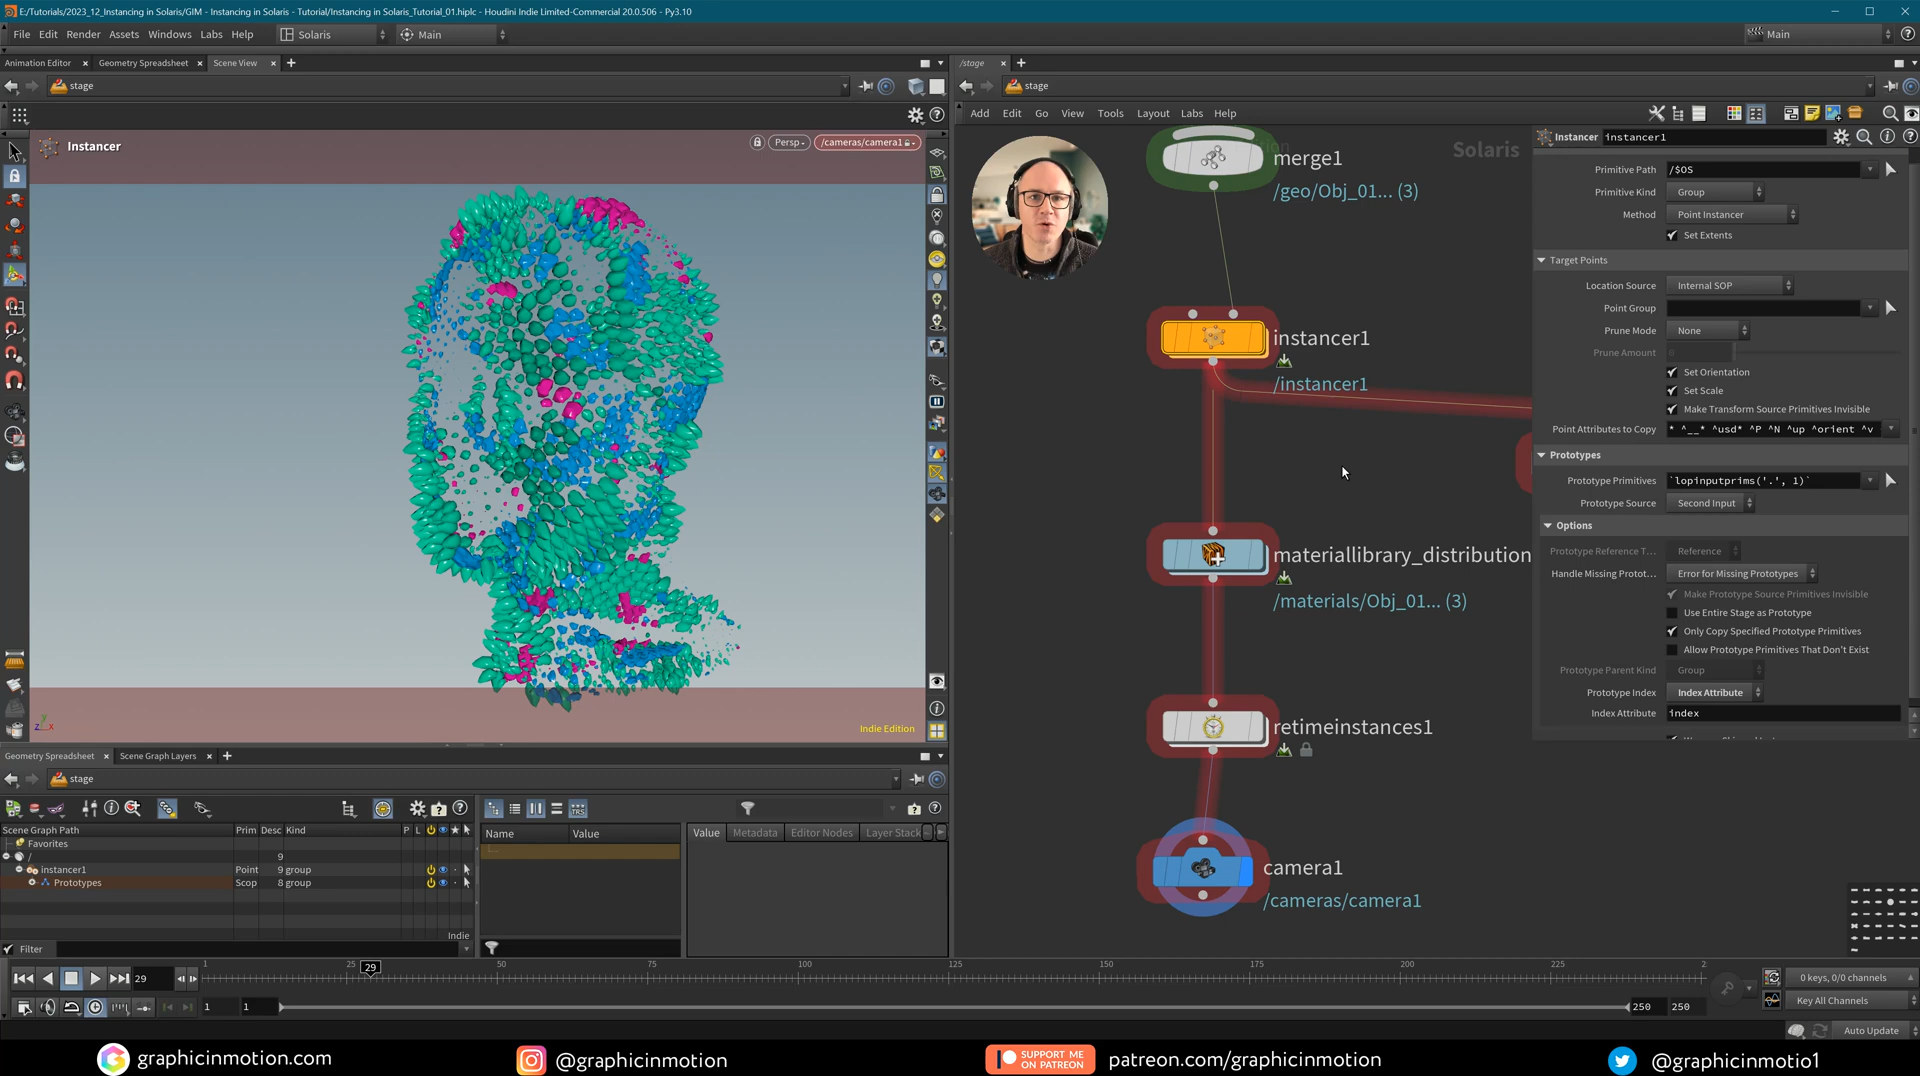 E:/Tutorials/2023_12_Instancing in Solaris/GIM - Instancing in Solaris - Tutorial/Instancing in Solaris_Tutorial_01.hiplc - Houdini Indie Limited-Commercial 20.0.506 - Py3.10
File Edit Render Assets Windows Labs Help Solaris Main Main
Animation Editor Geometry Spreadsheet Scene View
stage
Instancer
Persp
/cameras/camera1
Indie Edition
/stage
stage
Add Edit Go View Tools Layout Labs Help
Solaris
merge1
/geo/Obj_01... (3)
instancer1
/instancer1
materiallibrary_distribution
/materials/Obj_01... (3)
retimeinstances1
camera1
/cameras/camera1
Instancer instancer1
Primitive Path /$OS
Primitive Kind Group
Method Point Instancer
Set Extents
Target Points
Location Source Internal SOP
Point Group
Prune Mode None
Prune Amount
Set Orientation
Set Scale
Make Transform Source Primitives Invisible
Point Attributes to Copy * ^__* ^usd* ^P ^N ^up ^orient ^v
Prototypes
Prototype Primitives `lopinputprims('.', 1)`
Prototype Source Second Input
Options
Prototype Reference T... Reference
Handle Missing Protot... Error for Missing Prototypes
Make Prototype Source Primitives Invisible
Use Entire Stage as Prototype
Only Copy Specified Prototype Primitives
Allow Prototype Primitives That Don't Exist
Prototype Parent Kind Group
Prototype Index Index Attribute
Index Attribute index
Geometry Spreadsheet Scene Graph Layers
stage
Scene Graph Path Prim Desc Kind P L
Favorites
/ 9
instancer1 Point 9 group
Prototypes Scop 8 group
Indie
Filter
Name Value
Value Metadata Editor Nodes Layer Stack
29
1 25 29 50 75 100 125 150 175 200 225 2
1 1 250 250
0 keys, 0/0 channels
Key All Channels
Auto Update
graphicinmotion.com
@graphicinmotion
SUPPORT ME
ON PATREON
patreon.com/graphicinmotion
@graphicinmotio1